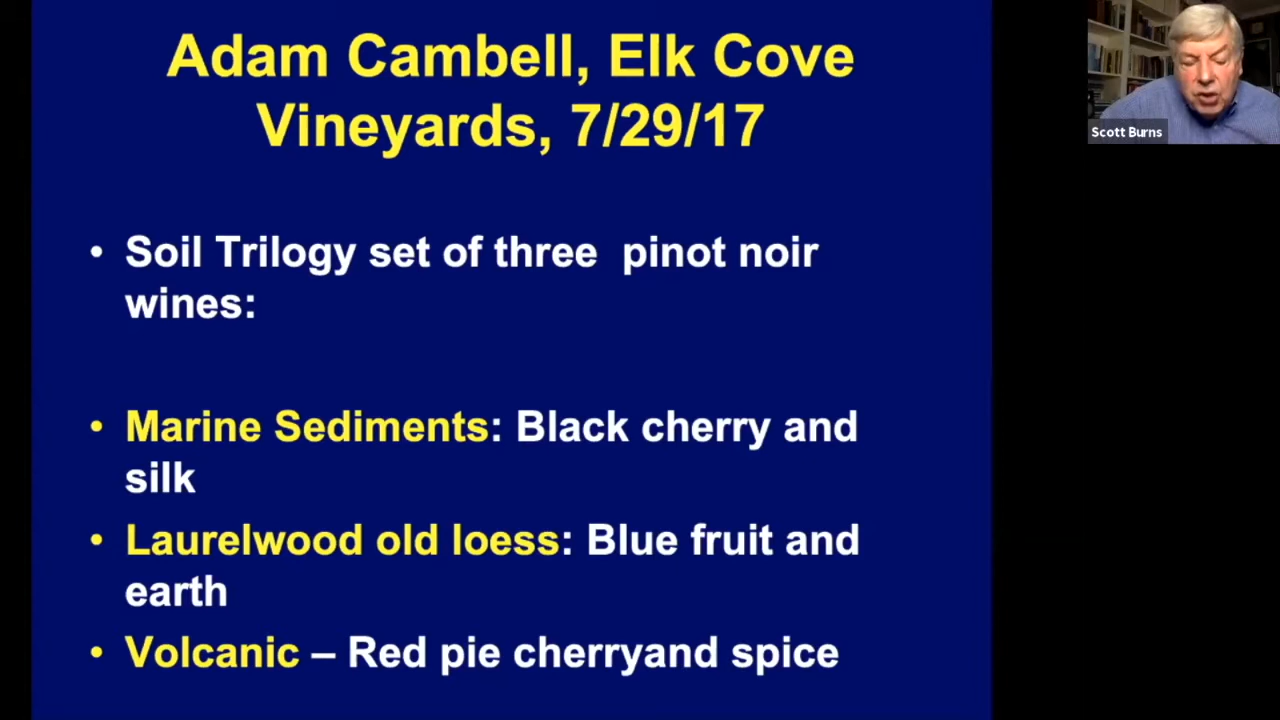 Adam Cambell, Elk Cove
Vineyards, 7/29/17
• Soil Trilogy set of three  pinot noir
wines:
• Marine Sediments: Black cherry and
silk
• Laurelwood old loess: Blue fruit and
earth
• Volcanic – Red pie cherryand spice
Scott Burns